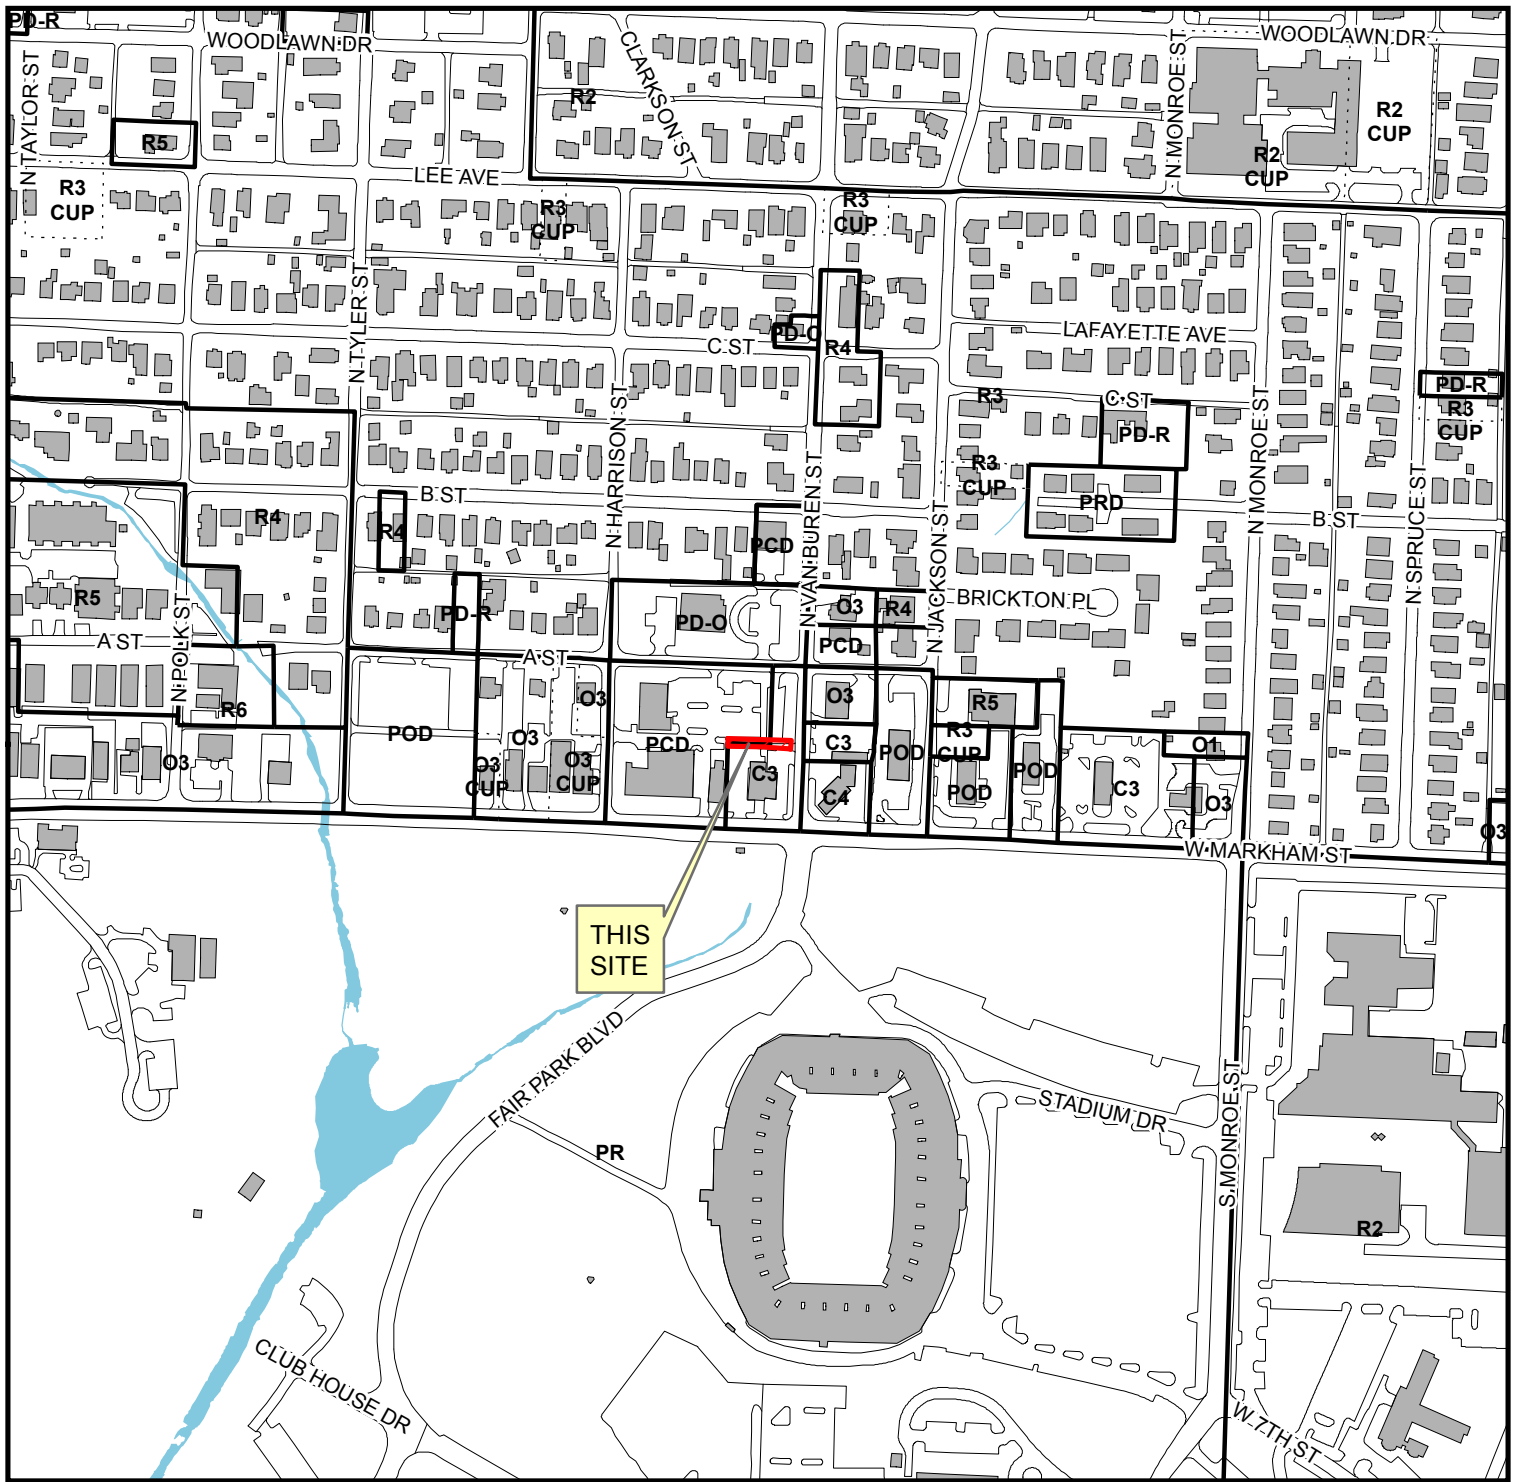 PD-R
WOODLAWN DR
WOODLAWN DR
N TAYLOR ST
CLARKSON ST
N MONROE ST
R2
R2
CUP
R5
R2
CUP
LEE AVE
R3
CUP
R3
CUP
R3
CUP
N TYLER ST
PD-O
R4
C ST
LAFAYETTE AVE
N HARRISON ST
R3
C ST
N MONROE ST
PD-R
R3
CUP
PD-R
N VAN BUREN ST
R3
CUP
B ST
R4
R4
PRD
B ST
N JACKSON ST
N SPRUCE ST
PCD
R5
N POLK ST
PD-R
PD-O
O3
R4
BRICKTON PL
A ST
PCD
A ST
R6
O3
O3
R5
POD
O3
PCD
C3
POD
R3
CUP
O1
O3
O3
CUP
O3
CUP
C3
C4
POD
POD
C3
O3
O3
W MARKHAM ST
THIS
SITE
FAIR PARK BLVD
STADIUM DR
S MONROE ST
PR
R2
CLUB HOUSE DR
W 7TH ST